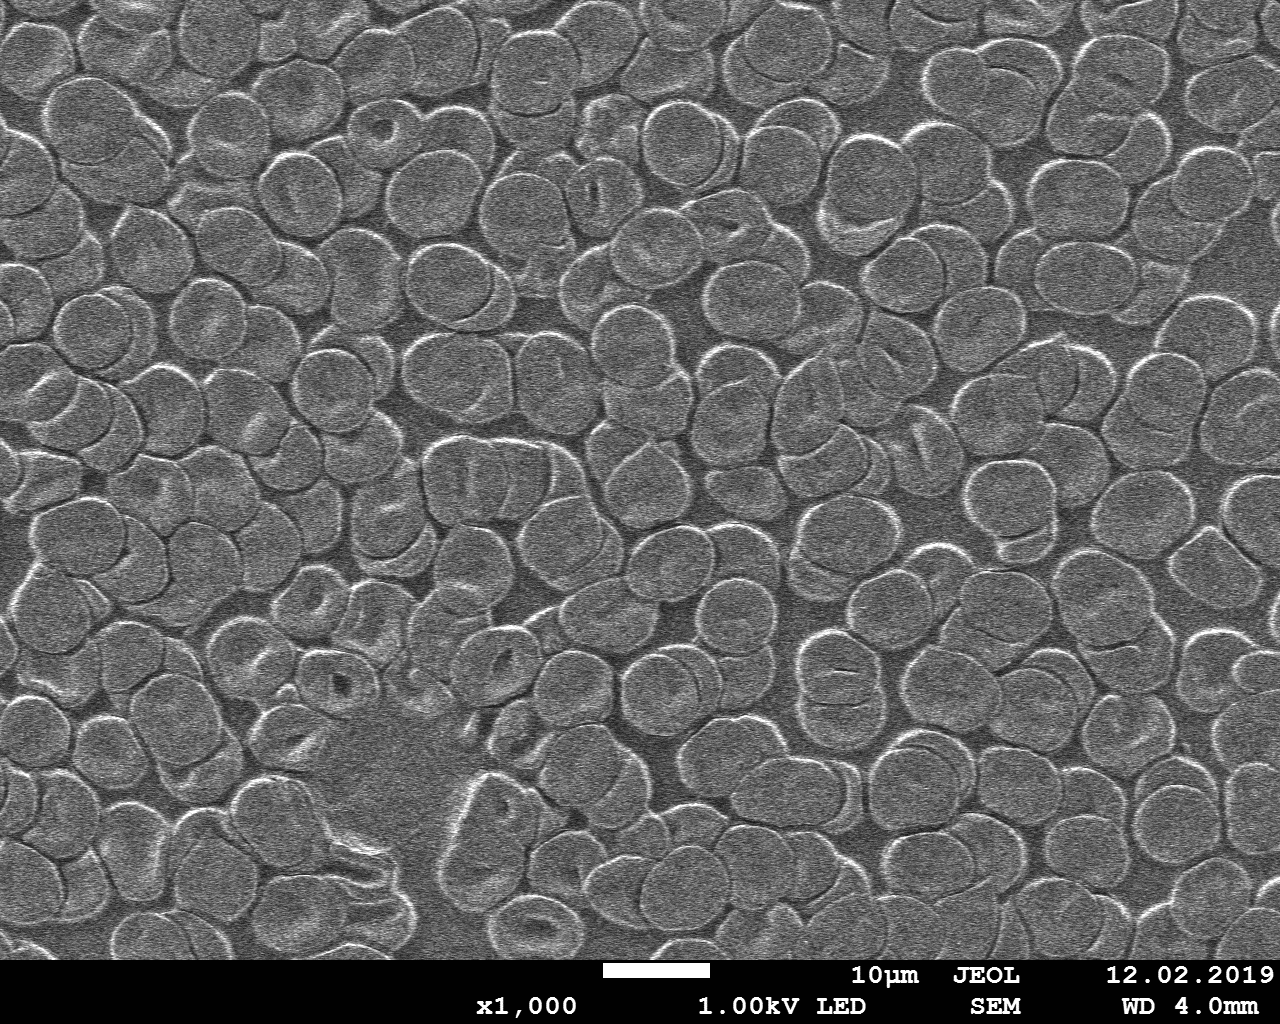 10µm JEOL 12.02.2019
x1,000 1.00kV LED SEM WD 4.0mm